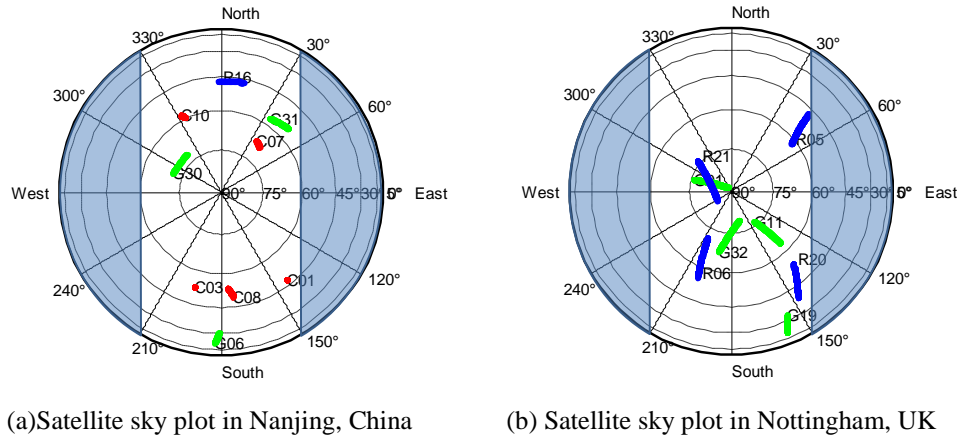 North
330°
30°
R16
300°
60°
C10
G31
C07
G30
West
90° 75° 60° 45° 30° 0°
East
240°
120°
C03
C08
C01
G06
210°
150°
South
(a)Satellite sky plot in Nanjing, China
North
330°
30°
300°
60°
R05
R21
West
90° 75° 60° 45° 30° 0°
East
G11
G32
240°
R06
R20
120°
G19
210°
150°
South
(b) Satellite sky plot in Nottingham, UK